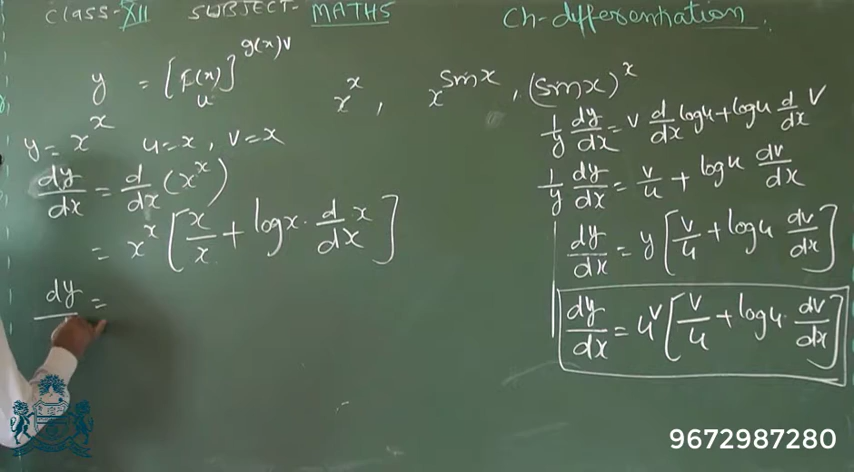 Class-XII SUBJECT- MATHS Ch-differentiation.
y = [F(x)]^{g(x)v}
u
x^x, x^{sinx}, (sinx)^x
y = x^x u=x, v=x
dy/dx = d/dx (x^x)
= x^x [x/x + logx · d/dx x]
dy =
1/y dy/dx = v d/dx logu + logu d/dx v
1/y dy/dx = v/u + logu dv/dx
dy/dx = y [v/u + logu dv/dx]
dy/dx = u^v [v/u + logu · dv/dx]
9672987280